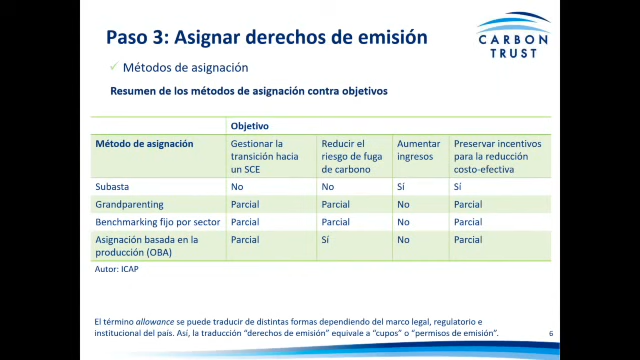 Paso 3: Asignar derechos de emisión
CARBON
TRUST
✓ Métodos de asignación
Resumen de los métodos de asignación contra objetivos
Objetivo
Método de asignación Gestionar la transición hacia un SCE Reducir el riesgo de fuga de carbono Aumentar ingresos Preservar incentivos para la reducción costo-efectiva
Subasta No No Sí Sí
Grandparenting Parcial Parcial No Parcial
Benchmarking fijo por sector Parcial Parcial No Parcial
Asignación basada en la producción (OBA) Parcial Sí No Parcial
Autor: ICAP
El término allowance se puede traducir de distintas formas dependiendo del marco legal, regulatorio e
institucional del país. Así, la traducción “derechos de emisión” equivale a “cupos” o “permisos de emisión”.
6